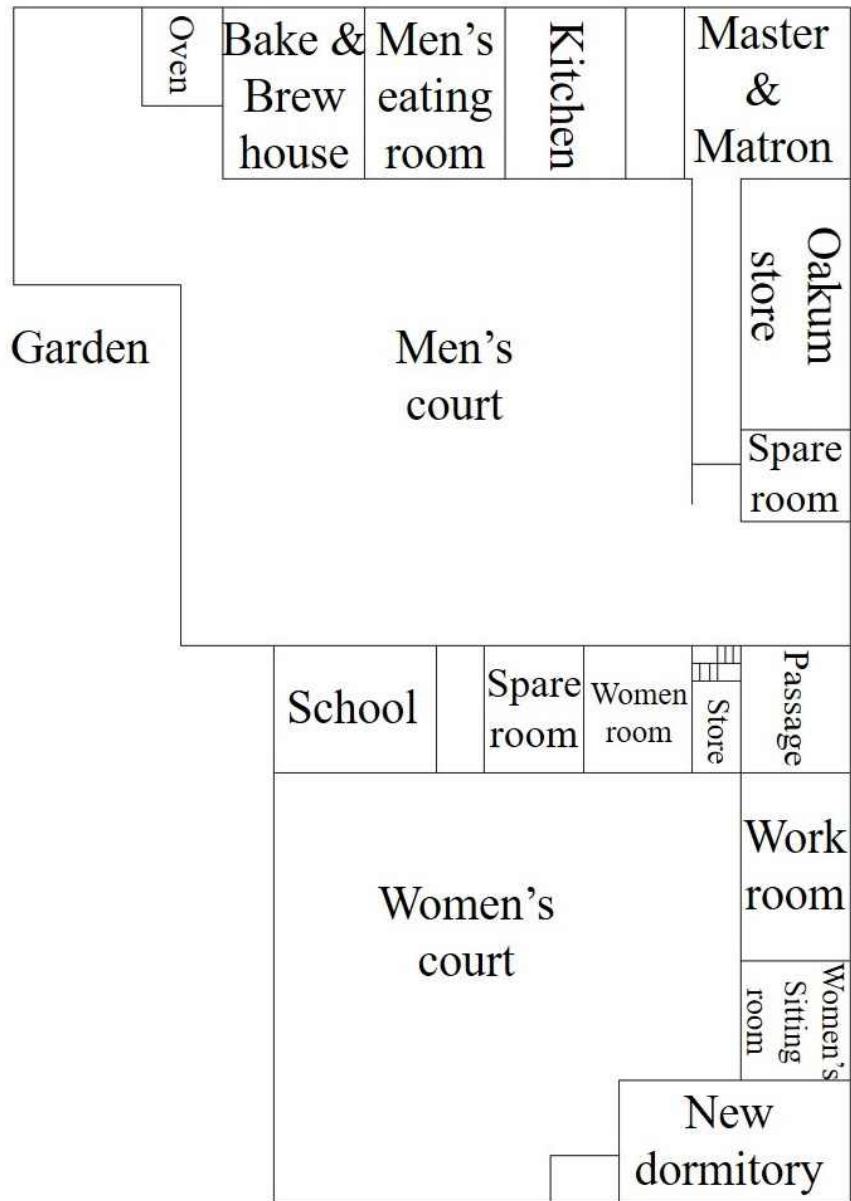 Oven
Bake &
Brew
house
Men's
eating
room
Kitchen
Master
&
Matron
Oakum
store
Garden
Men's
court
Spare
room
School
Spare
room
Women
room
Store
Passage
Work
room
Women's
court
Women's
Sitting
room
New
dormitory